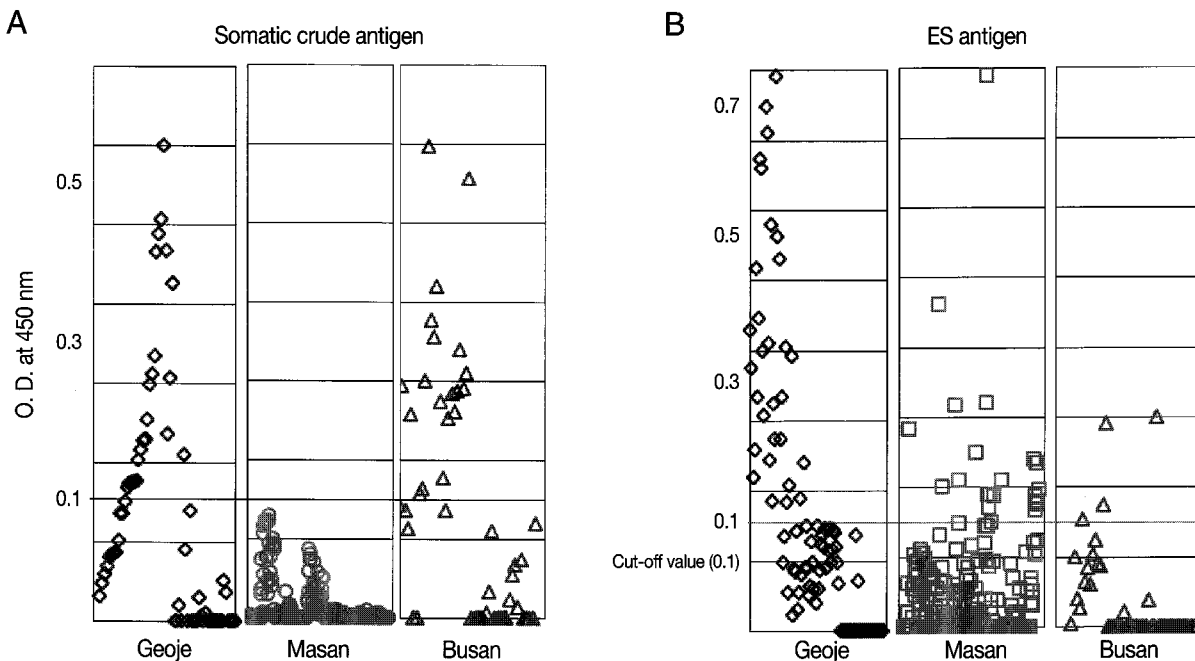 A
Somatic crude antigen
O. D. at 450 nm
0.5
0.3
0.1
Geoje
Masan
Busan
B
ES antigen
0.7
0.5
0.3
0.1
Cut-off value (0.1)
Geoje
Masan
Busan